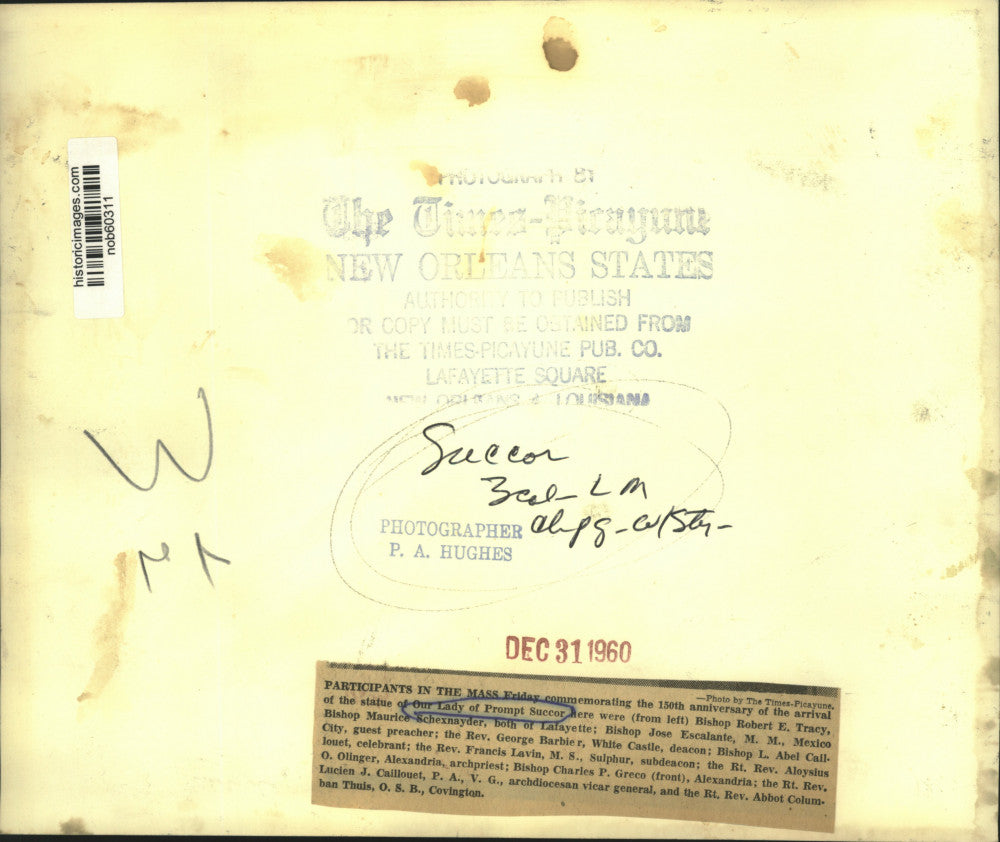 historicimages.com
nob60311
PHOTOGRAPH BY
The Times-Picayune
NEW ORLEANS STATES
AUTHORITY TO PUBLISH
OR COPY MUST BE OBTAINED FROM
THE TIMES-PICAYUNE PUB. CO.
LAFAYETTE SQUARE
NEW ORLEANS LOUISIANA
Succor
3 col - L M
PHOTOGRAPHER
P. A. HUGHES
W
DEC 31 1960
—Photo by The Times-Picayune.
PARTICIPANTS IN THE MASS Friday commemorating the 150th anniversary of the arrival
of the statue of Our Lady of Prompt Succor here were (from left) Bishop Robert E. Tracy,
Bishop Maurice Schexnayder, both of Lafayette; Bishop Jose Escalante, M. M., Mexico
City, guest preacher; the Rev. George Barbier, White Castle, deacon; Bishop L. Abel Cail-
louet, celebrant; the Rev. Francis Lavin, M. S., Sulphur, subdeacon; the Rt. Rev. Aloysius
O. Olinger, Alexandria, archpriest; Bishop Charles P. Greco (front), Alexandria; the Rt. Rev.
Lucien J. Caillouet, P. A., V. G., archdiocesan vicar general, and the Rt. Rev. Abbot Colum-
ban Thuis, O. S. B., Covington.